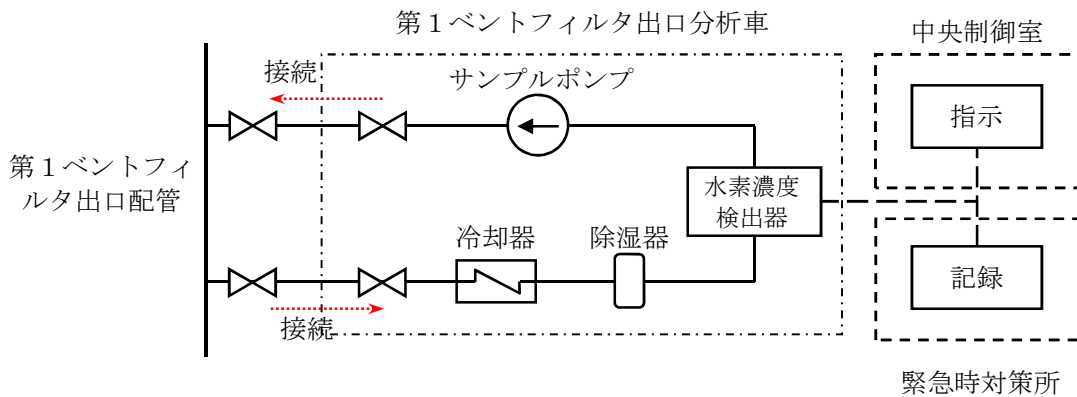 第１ベントフィルタ出口分析車
中央制御室
接続
サンプルポンプ
指示
第１ベントフィ
ルタ出口配管
水素濃度
検出器
冷却器
除湿器
記録
接続
緊急時対策所